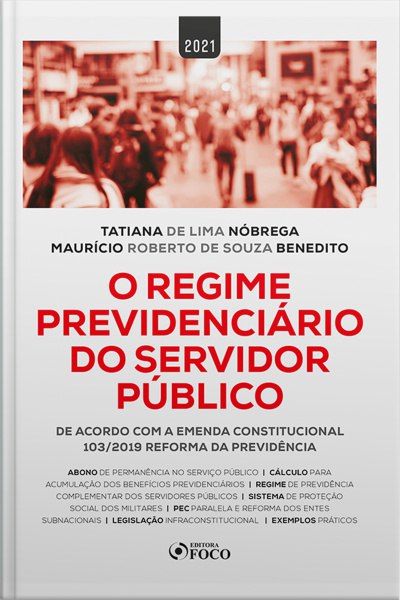 2021
TATIANA DE LIMA NÓBREGA
MAURÍCIO ROBERTO DE SOUZA BENEDITO
O REGIME
PREVIDENCIÁRIO
DO SERVIDOR
PÚBLICO
DE ACORDO COM A EMENDA CONSTITUCIONAL
103/2019 REFORMA DA PREVIDÊNCIA
ABONO DE PERMANÊNCIA NO SERVIÇO PÚBLICO | CÁLCULO PARA
ACUMULAÇÃO DOS BENEFÍCIOS PREVIDENCIÁRIOS | REGIME DE PREVIDÊNCIA
COMPLEMENTAR DOS SERVIDORES PÚBLICOS | SISTEMA DE PROTEÇÃO
SOCIAL DOS MILITARES | PEC PARALELA E REFORMA DOS ENTES
SUBNACIONAIS | LEGISLAÇÃO INFRACONSTITUCIONAL | EXEMPLOS PRÁTICOS
EDITORA
FOCO